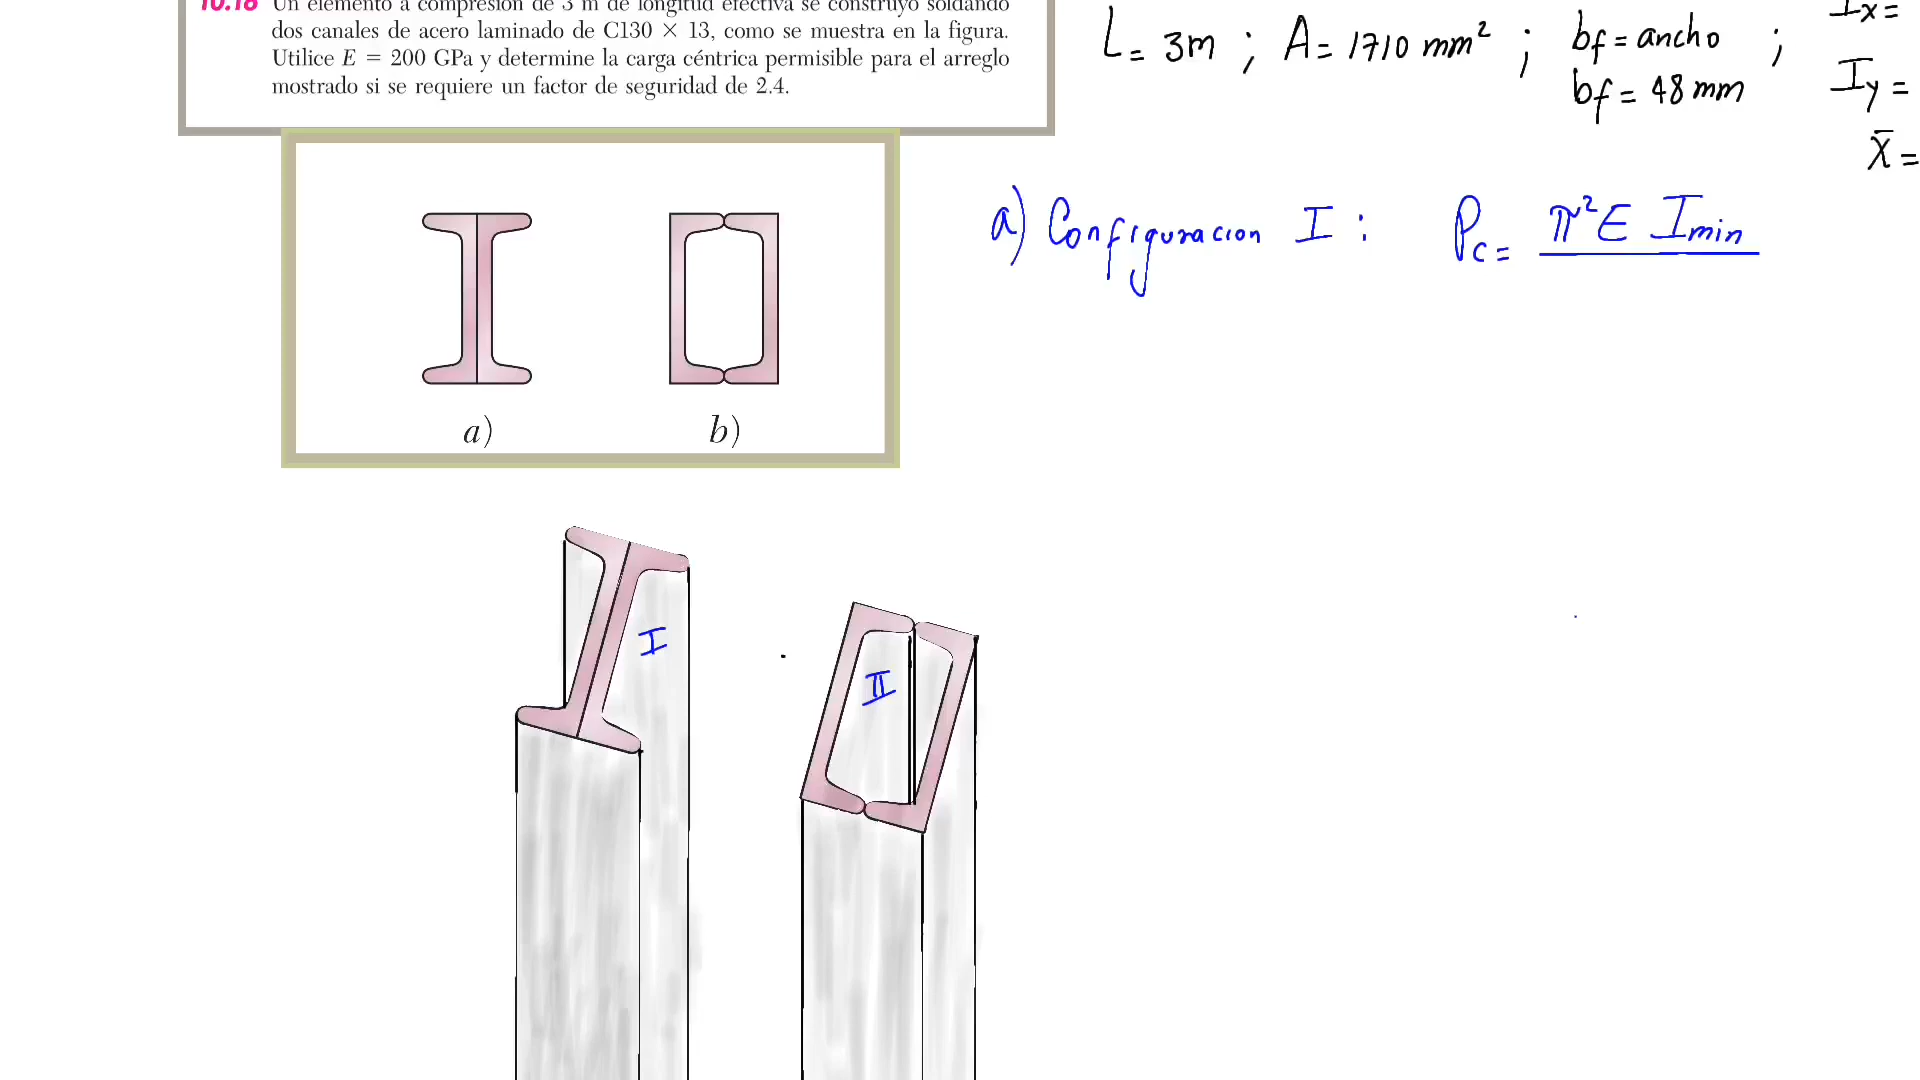 10.18 Un elemento a compresión de 3 m de longitud efectiva se construyó soldando
dos canales de acero laminado de C130 × 13, como se muestra en la figura.
Utilice E = 200 GPa y determine la carga céntrica permisible para el arreglo
mostrado si se requiere un factor de seguridad de 2.4.
L = 3m ; A = 1710 mm² ; bf = ancho ;
bf = 48 mm
Ix =
Iy =
x̄ =
a) Configuracion I : Pc = π²E Imin
a)
b)
I
II